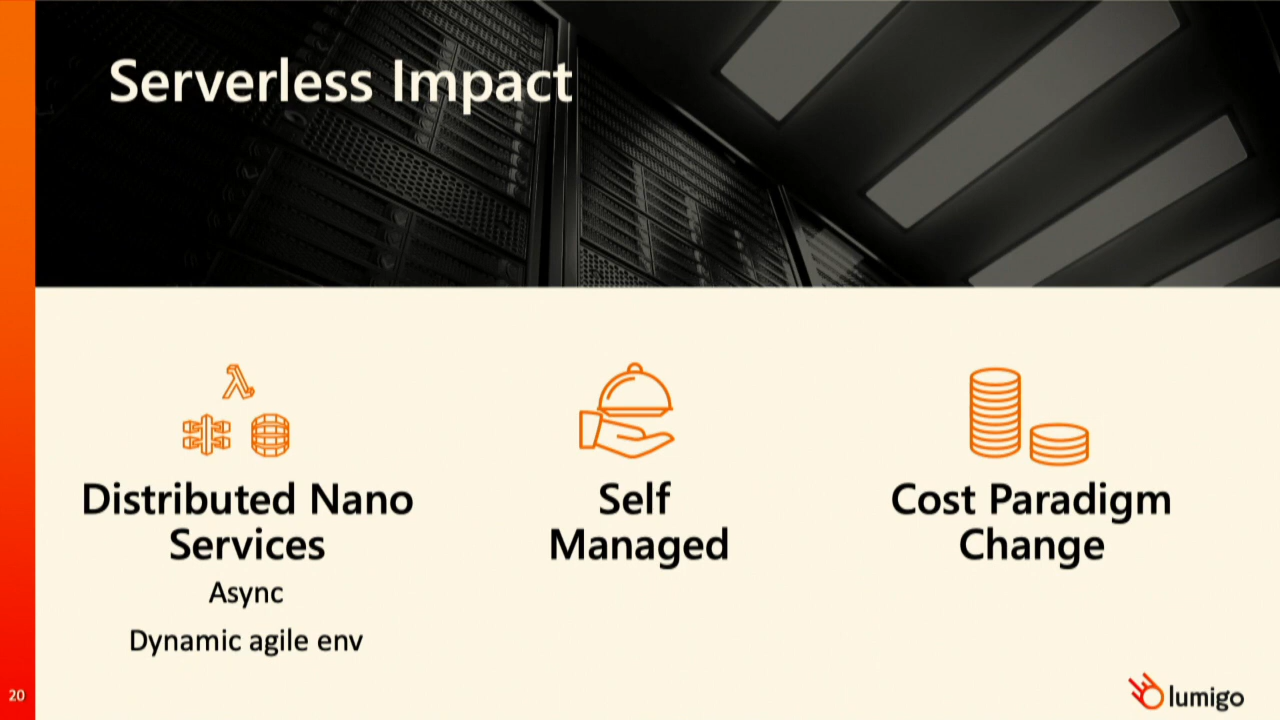 Serverless Impact
Distributed Nano
Services
Async
Dynamic agile env
Self
Managed
Cost Paradigm
Change
20
lumigo